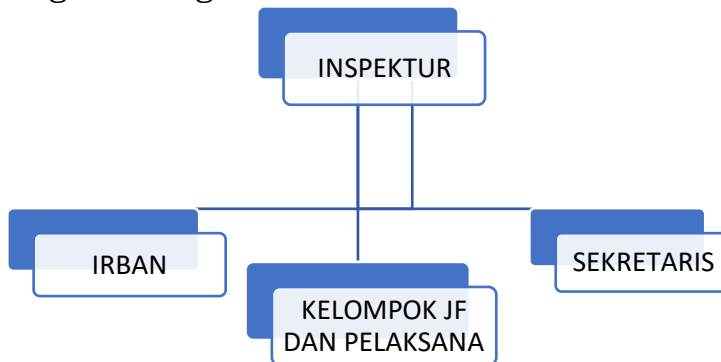 INSPEKTUR
IRBAN
SEKRETARIS
KELOMPOK JF
DAN PELAKSANA